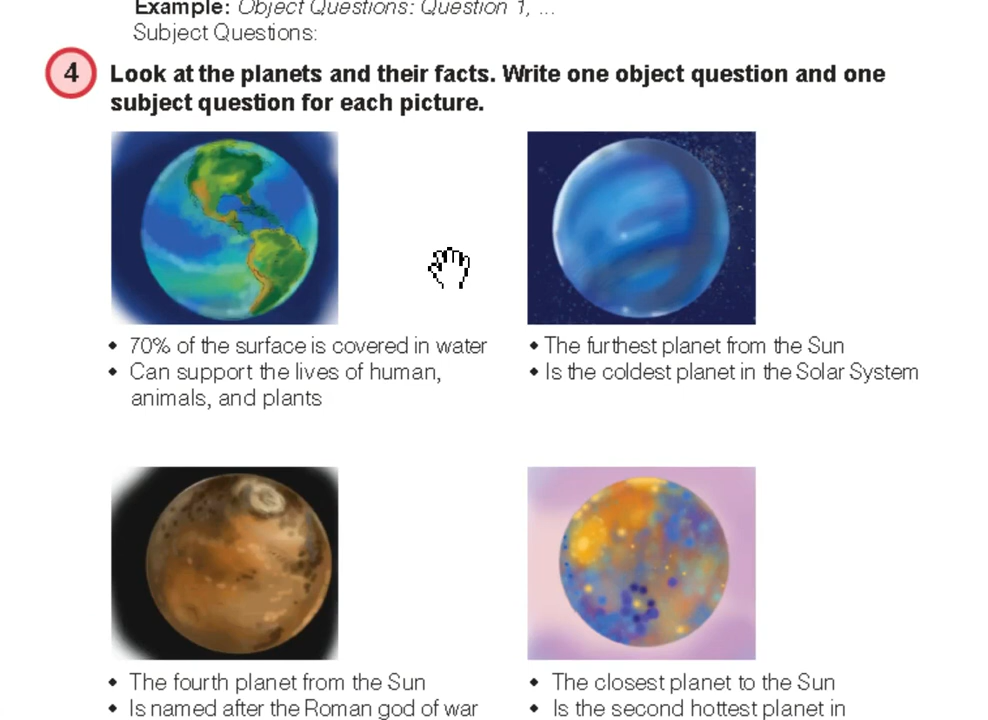 Example: Object Questions: Question 1, ...
Subject Questions:
4 Look at the planets and their facts. Write one object question and one
subject question for each picture.
• 70% of the surface is covered in water
• Can support the lives of human,
animals, and plants
• The furthest planet from the Sun
• Is the coldest planet in the Solar System
• The fourth planet from the Sun
• Is named after the Roman god of war
• The closest planet to the Sun
• Is the second hottest planet in